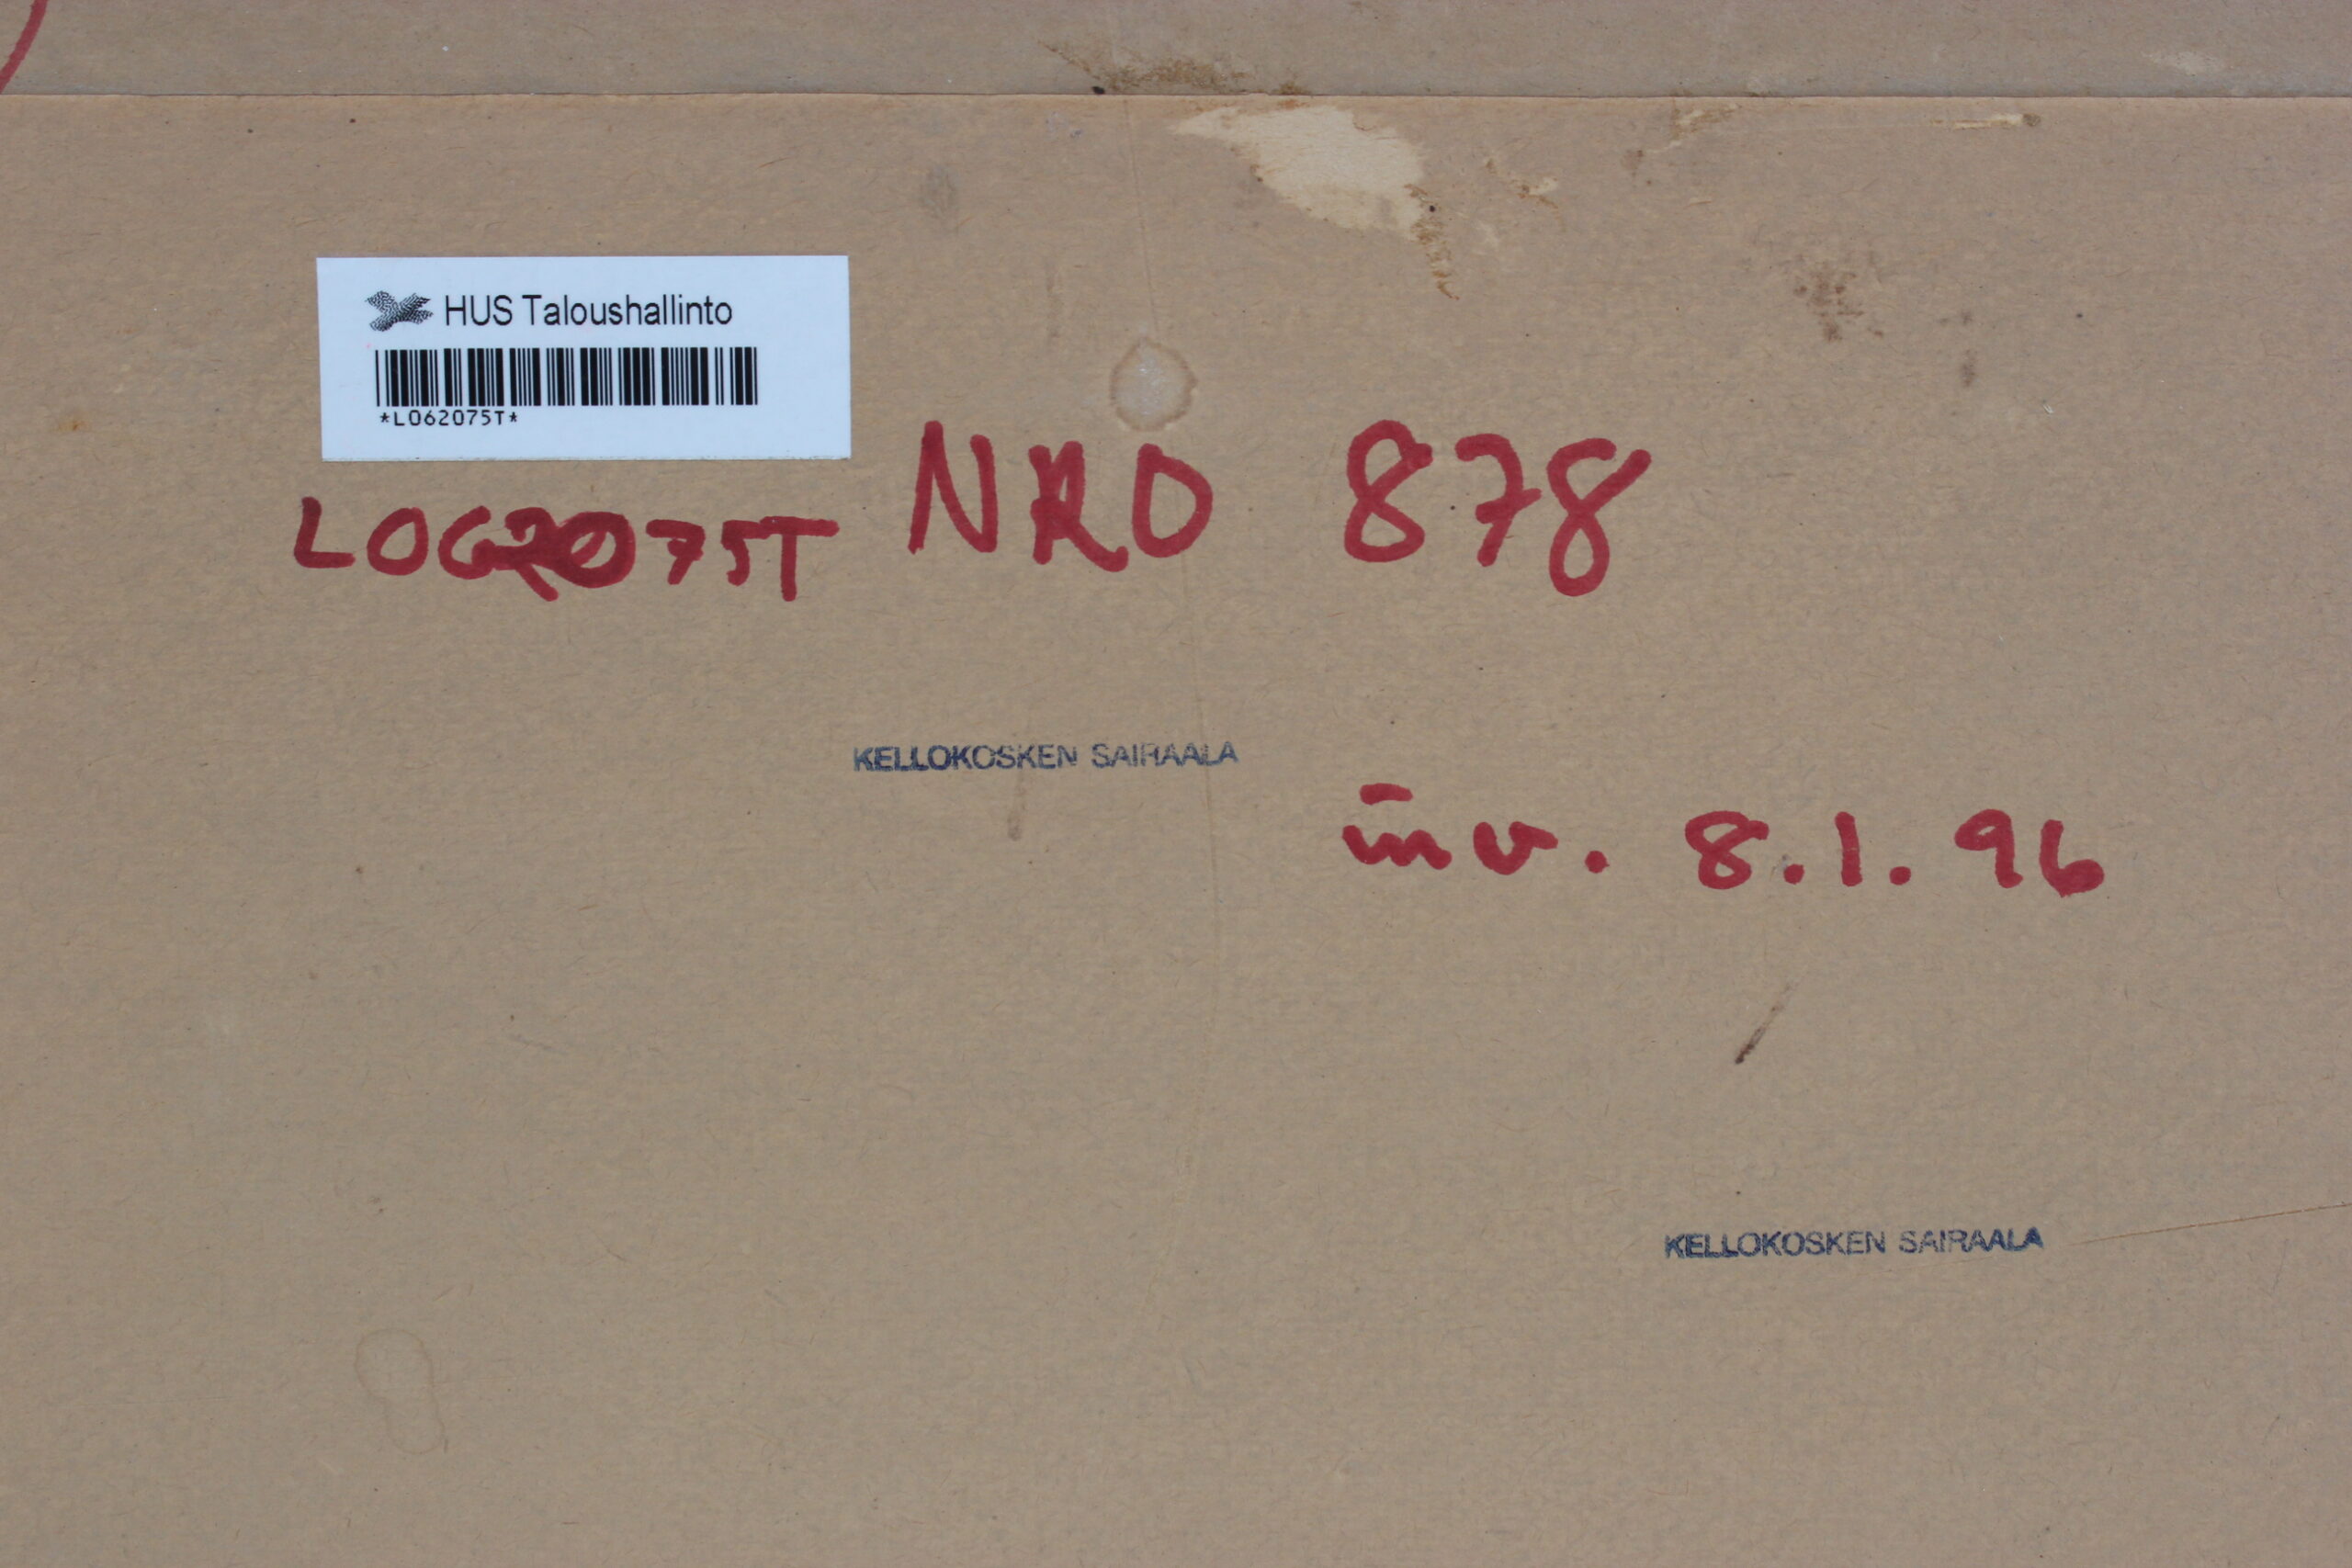 HUS Taloushallinto
*L062075T*
L062075T NRO 878
KELLOKOSKEN SAIRAALA
inv. 8.1.96
KELLOKOSKEN SAIRAALA